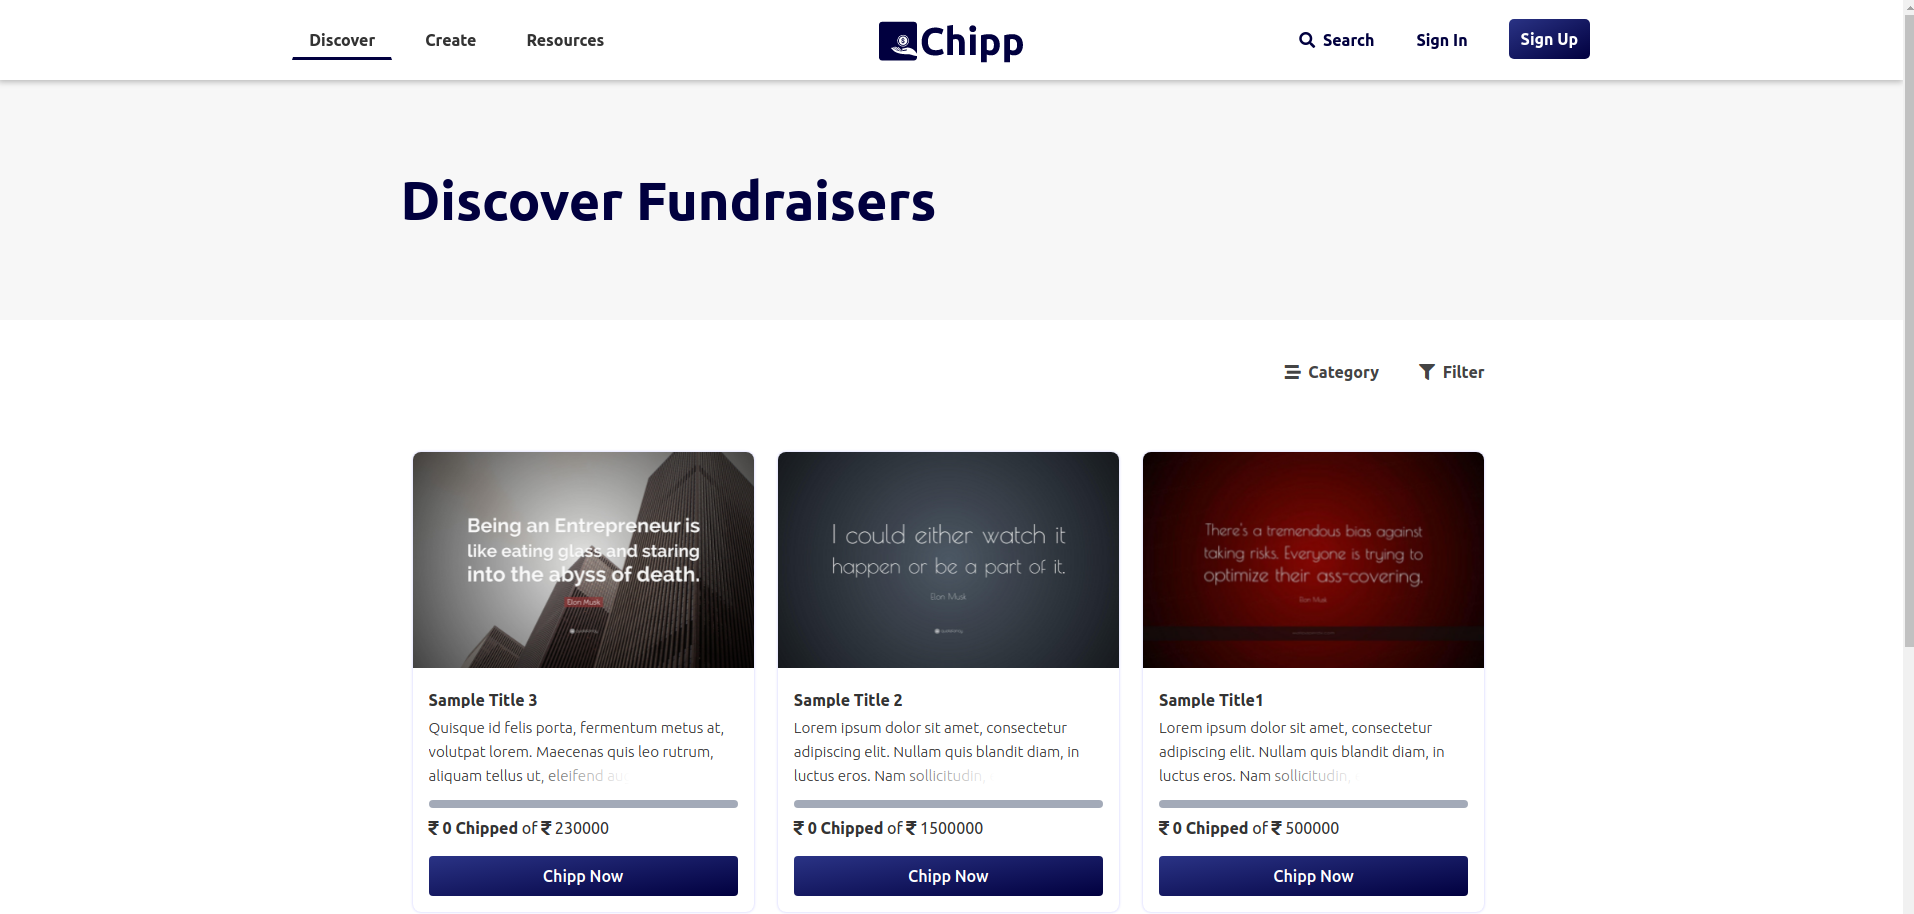 Discover
Create
Resources
Chipp
Search
Sign In
Sign Up
Discover Fundraisers
Category
Filter
Being an Entrepreneur is
like eating glass and staring
into the abyss of death.
Elon Musk
I could either watch it
happen or be a part of it.
Elon Musk
There's a tremendous bias against
taking risks. Everyone is trying to
optimize their ass-covering.
Elon Musk
Sample Title 3
Quisque id felis porta, fermentum metus at,
volutpat lorem. Maecenas quis leo rutrum,
aliquam tellus ut, eleifend au
₹ 0 Chipped of ₹ 230000
Chipp Now
Sample Title 2
Lorem ipsum dolor sit amet, consectetur
adipiscing elit. Nullam quis blandit diam, in
luctus eros. Nam sollicitudin,
₹ 0 Chipped of ₹ 1500000
Chipp Now
Sample Title1
Lorem ipsum dolor sit amet, consectetur
adipiscing elit. Nullam quis blandit diam, in
luctus eros. Nam sollicitudin,
₹ 0 Chipped of ₹ 500000
Chipp Now